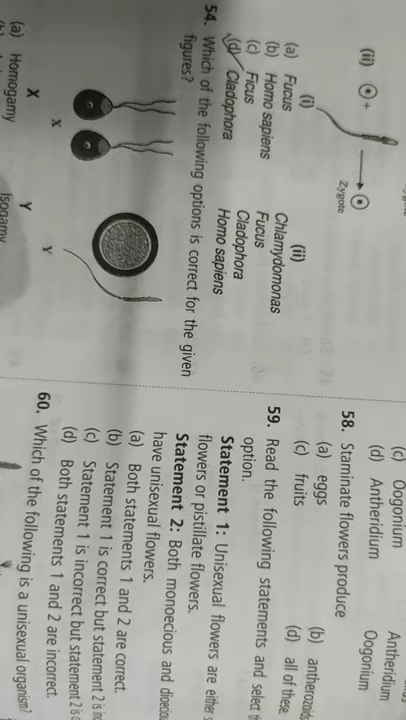 (ii)
+
Zygote
(i) (ii)
(a) Fucus Chlamydomonas
(b) Homo sapiens Fucus
(c) Ficus Cladophora
(d) Cladophora Homo sapiens
54. Which of the following options is correct for the given
figures?
X Y
X Y
(a) Homogamy Isogamy
(c) Oogonium Antheridium
(d) Antheridium Oogonium
58. Staminate flowers produce
(a) eggs (b) antherozoids
(c) fruits (d) all of these
59. Read the following statements and select
option.
Statement 1: Unisexual flowers are either
flowers or pistillate flowers.
Statement 2: Both monoecious and
have unisexual flowers.
(a) Both statements 1 and 2 are correct.
(b) Statement 1 is correct but statement 2 is
(c) Statement 1 is incorrect but statement 2 is
(d) Both statements 1 and 2 are incorrect.
60. Which of the following is a unisexual organism?